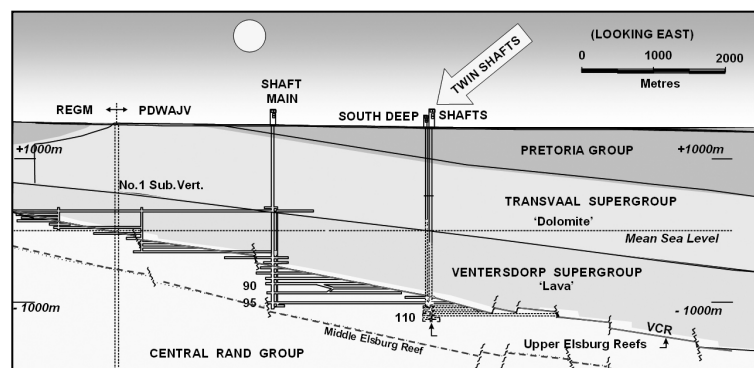 (LOOKING EAST)
0 1000 2000
Metres
TWIN SHAFTS
SHAFT
MAIN
REGM PDWAJV
SOUTH DEEP SHAFTS
+1000m
PRETORIA GROUP
+1000m
No.1 Sub.Vert.
TRANSVAAL SUPERGROUP
'Dolomite'
Mean Sea Level
VENTERSDORP SUPERGROUP
'Lava'
90
95
- 1000m
- 1000m
110
VCR
Middle Elsburg Reef
Upper Elsburg Reefs
CENTRAL RAND GROUP